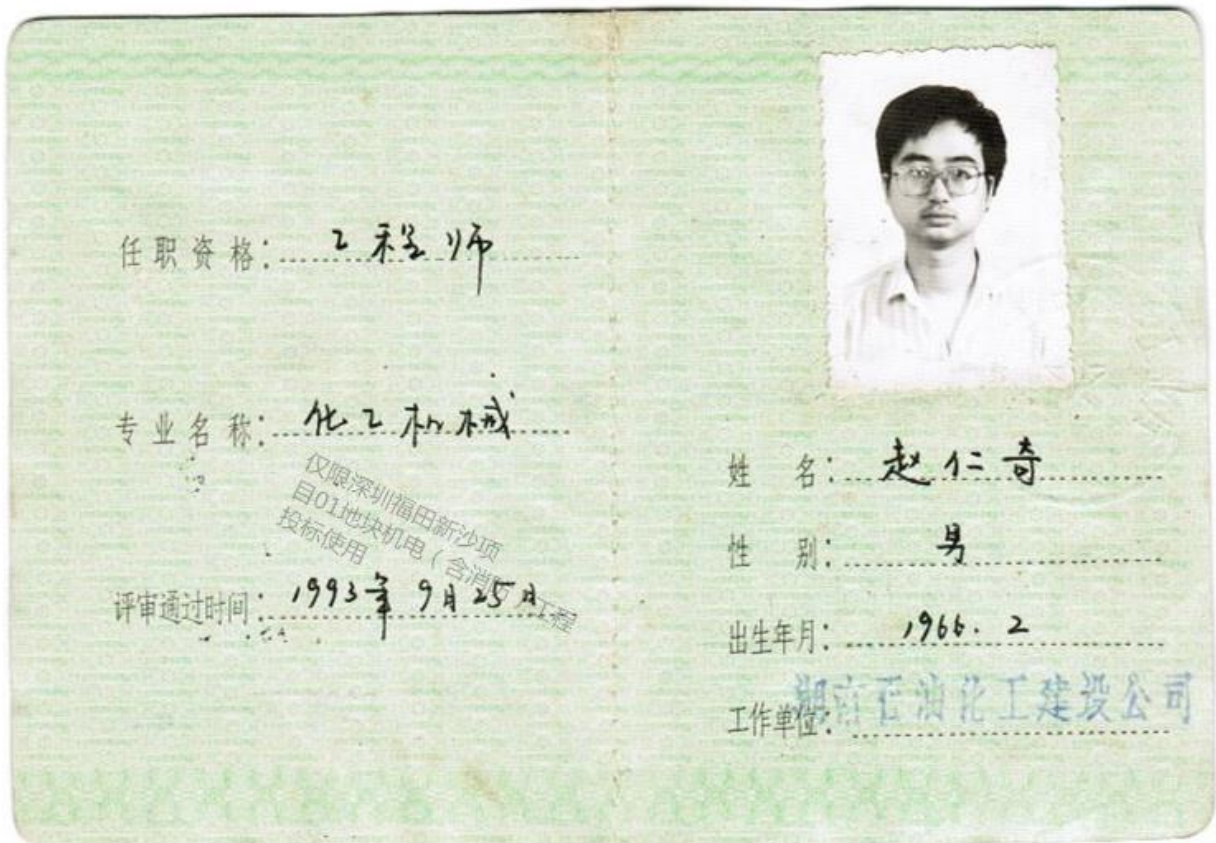 任职资格：工程师
专业名称：化工机械
仅限深圳福田新沙项
目01地块机电（含消防）工程
投标使用
评审通过时间：1993年9月25日
姓名：赵仁奇
性别：男
出生年月：1966.2
工作单位：湖南石油化工建设公司